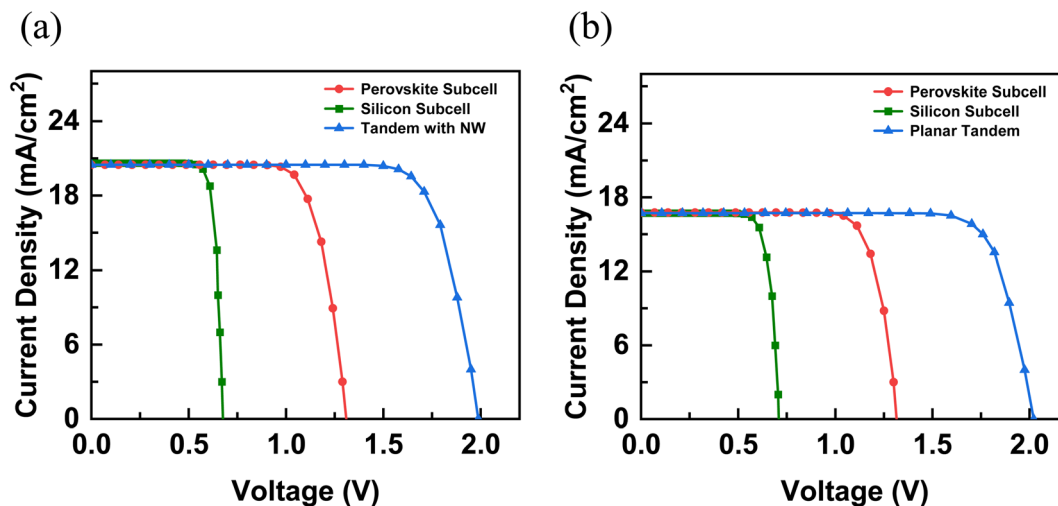 (a)
Current Density (mA/cm²)
24
18
12
6
0
0.0 0.5 1.0 1.5 2.0
Voltage (V)
Perovskite Subcell
Silicon Subcell
Tandem with NW
(b)
Current Density (mA/cm²)
24
18
12
6
0
0.0 0.5 1.0 1.5 2.0
Voltage (V)
Perovskite Subcell
Silicon Subcell
Planar Tandem